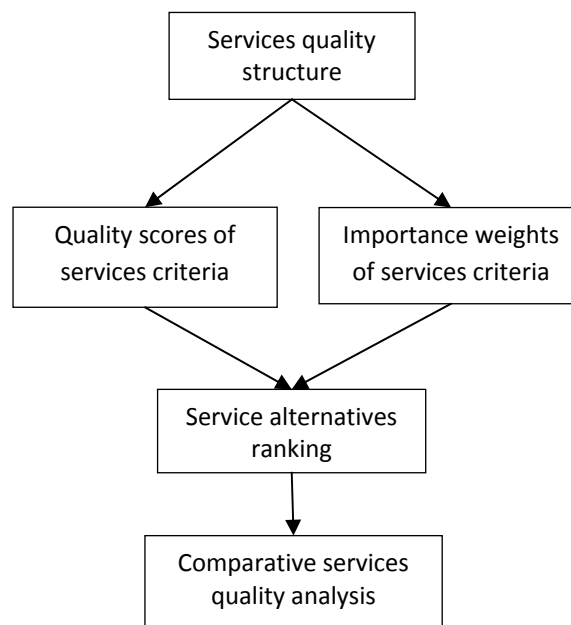 Services quality
structure
Quality scores of
services criteria
Importance weights
of services criteria
Service alternatives
ranking
Comparative services
quality analysis